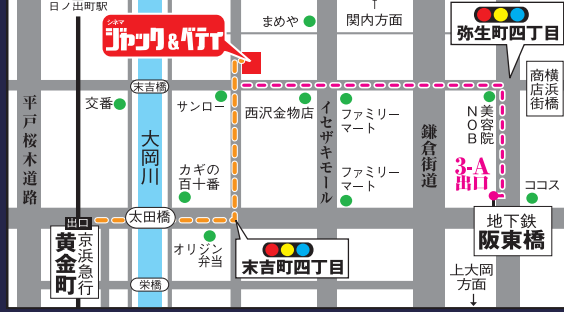 日ノ出町駅
まめや
↑
関内方面
シネマ
ジャック&ベティ
弥生町四丁目
末吉橋
横浜橋
商店街
交番
サンロー
西沢金物店
ファミリー
マート
美容院
NOB
平戸桜木道路
大岡川
イセザキモール
鎌倉街道
カギの
百十番
ファミリー
マート
3-A
出口
ココス
出口
太田橋
京浜急行
黄金町
オリジン
弁当
末吉町四丁目
地下鉄
阪東橋
栄橋
上大岡
方面
↓